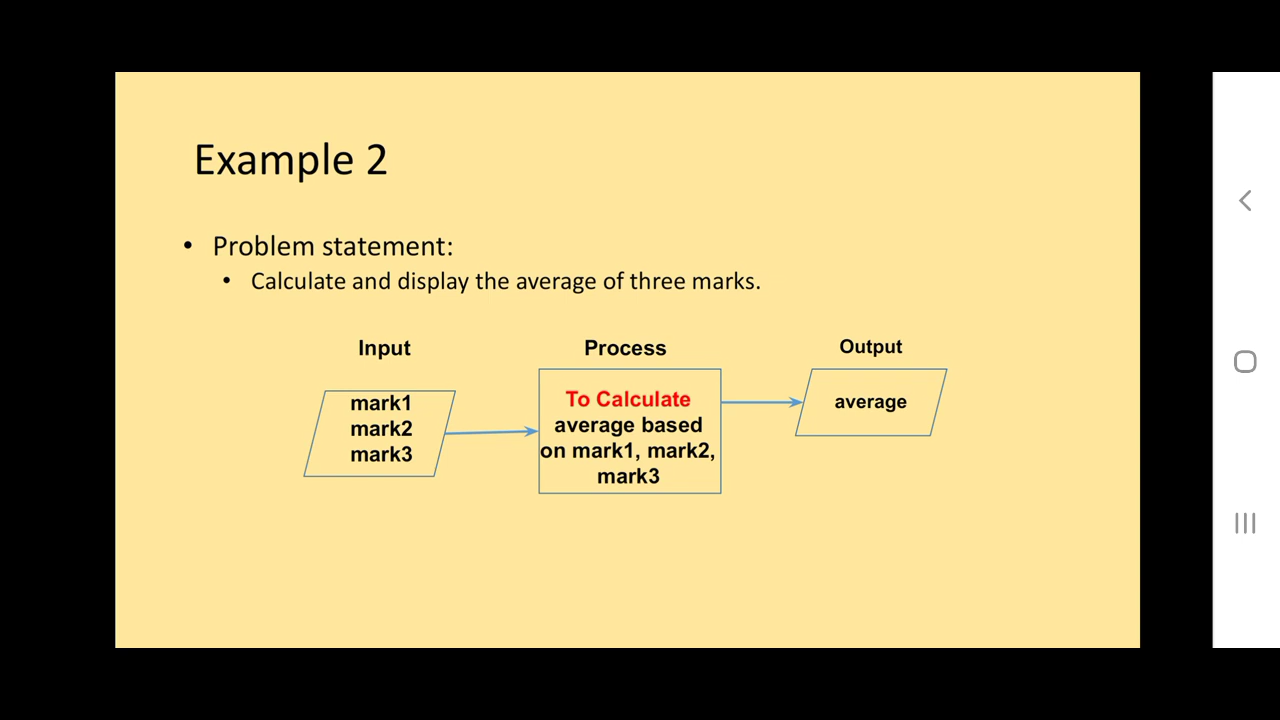 Example 2
• Problem statement:
• Calculate and display the average of three marks.
Input
mark1
mark2
mark3
Process
To Calculate
average based
on mark1, mark2,
mark3
Output
average